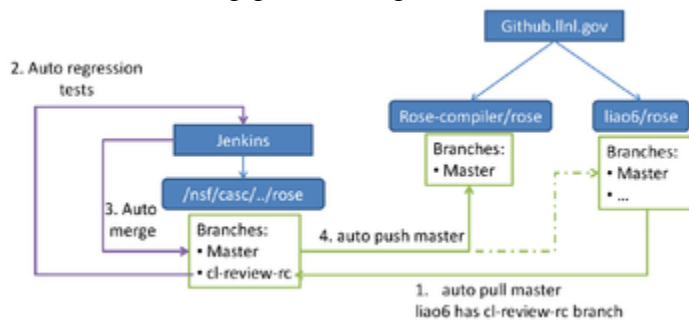 Github.llnl.gov
2. Auto regression
tests
Rose-compiler/rose
liao6/rose
Jenkins
Branches:
• Master
Branches:
• Master
• ...
/nsf/casc/../rose
3. Auto
merge
Branches:
• Master
• cl-review-rc
4. auto push master
1. auto pull master
liao6 has cl-review-rc branch